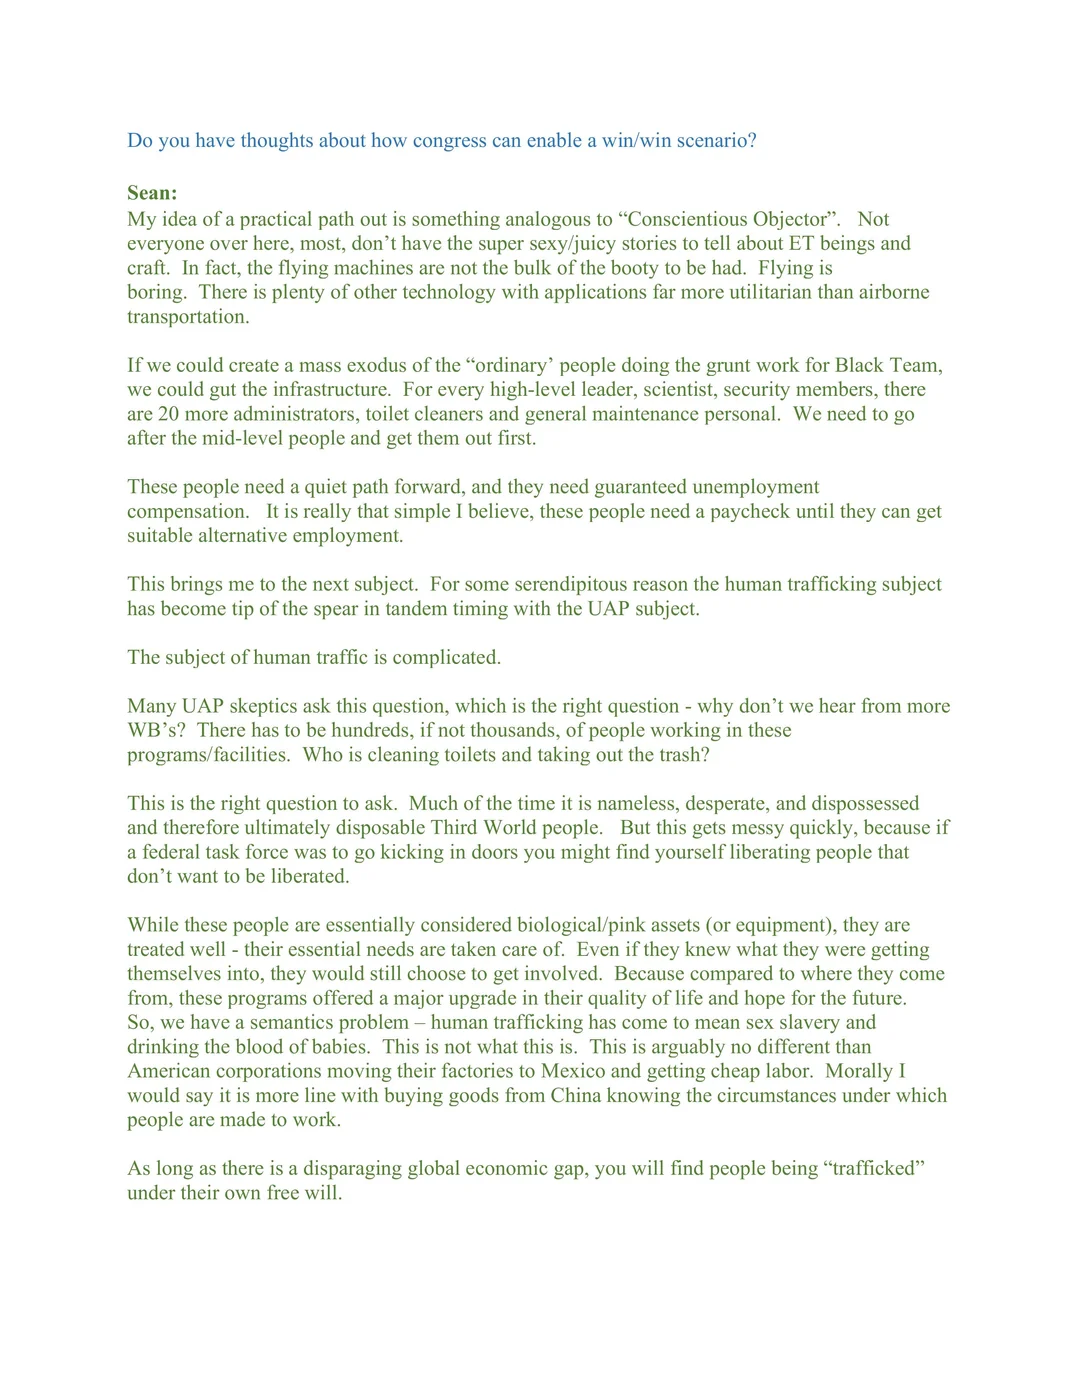 Do you have thoughts about how congress can enable a win/win scenario?
Sean:
My idea of a practical path out is something analogous to “Conscientious Objector”.   Not
everyone over here, most, don’t have the super sexy/juicy stories to tell about ET beings and
craft.  In fact, the flying machines are not the bulk of the booty to be had.  Flying is
boring.  There is plenty of other technology with applications far more utilitarian than airborne
transportation.
If we could create a mass exodus of the “ordinary’ people doing the grunt work for Black Team,
we could gut the infrastructure.  For every high-level leader, scientist, security members, there
are 20 more administrators, toilet cleaners and general maintenance personal.  We need to go
after the mid-level people and get them out first.
These people need a quiet path forward, and they need guaranteed unemployment
compensation.   It is really that simple I believe, these people need a paycheck until they can get
suitable alternative employment.
This brings me to the next subject.  For some serendipitous reason the human trafficking subject
has become tip of the spear in tandem timing with the UAP subject.
The subject of human traffic is complicated.
Many UAP skeptics ask this question, which is the right question - why don’t we hear from more
WB’s?  There has to be hundreds, if not thousands, of people working in these
programs/facilities.  Who is cleaning toilets and taking out the trash?
This is the right question to ask.  Much of the time it is nameless, desperate, and dispossessed
and therefore ultimately disposable Third World people.   But this gets messy quickly, because if
a federal task force was to go kicking in doors you might find yourself liberating people that
don’t want to be liberated.
While these people are essentially considered biological/pink assets (or equipment), they are
treated well - their essential needs are taken care of.  Even if they knew what they were getting
themselves into, they would still choose to get involved.  Because compared to where they come
from, these programs offered a major upgrade in their quality of life and hope for the future.
So, we have a semantics problem – human trafficking has come to mean sex slavery and
drinking the blood of babies.  This is not what this is.  This is arguably no different than
American corporations moving their factories to Mexico and getting cheap labor.  Morally I
would say it is more line with buying goods from China knowing the circumstances under which
people are made to work.
As long as there is a disparaging global economic gap, you will find people being “trafficked”
under their own free will.